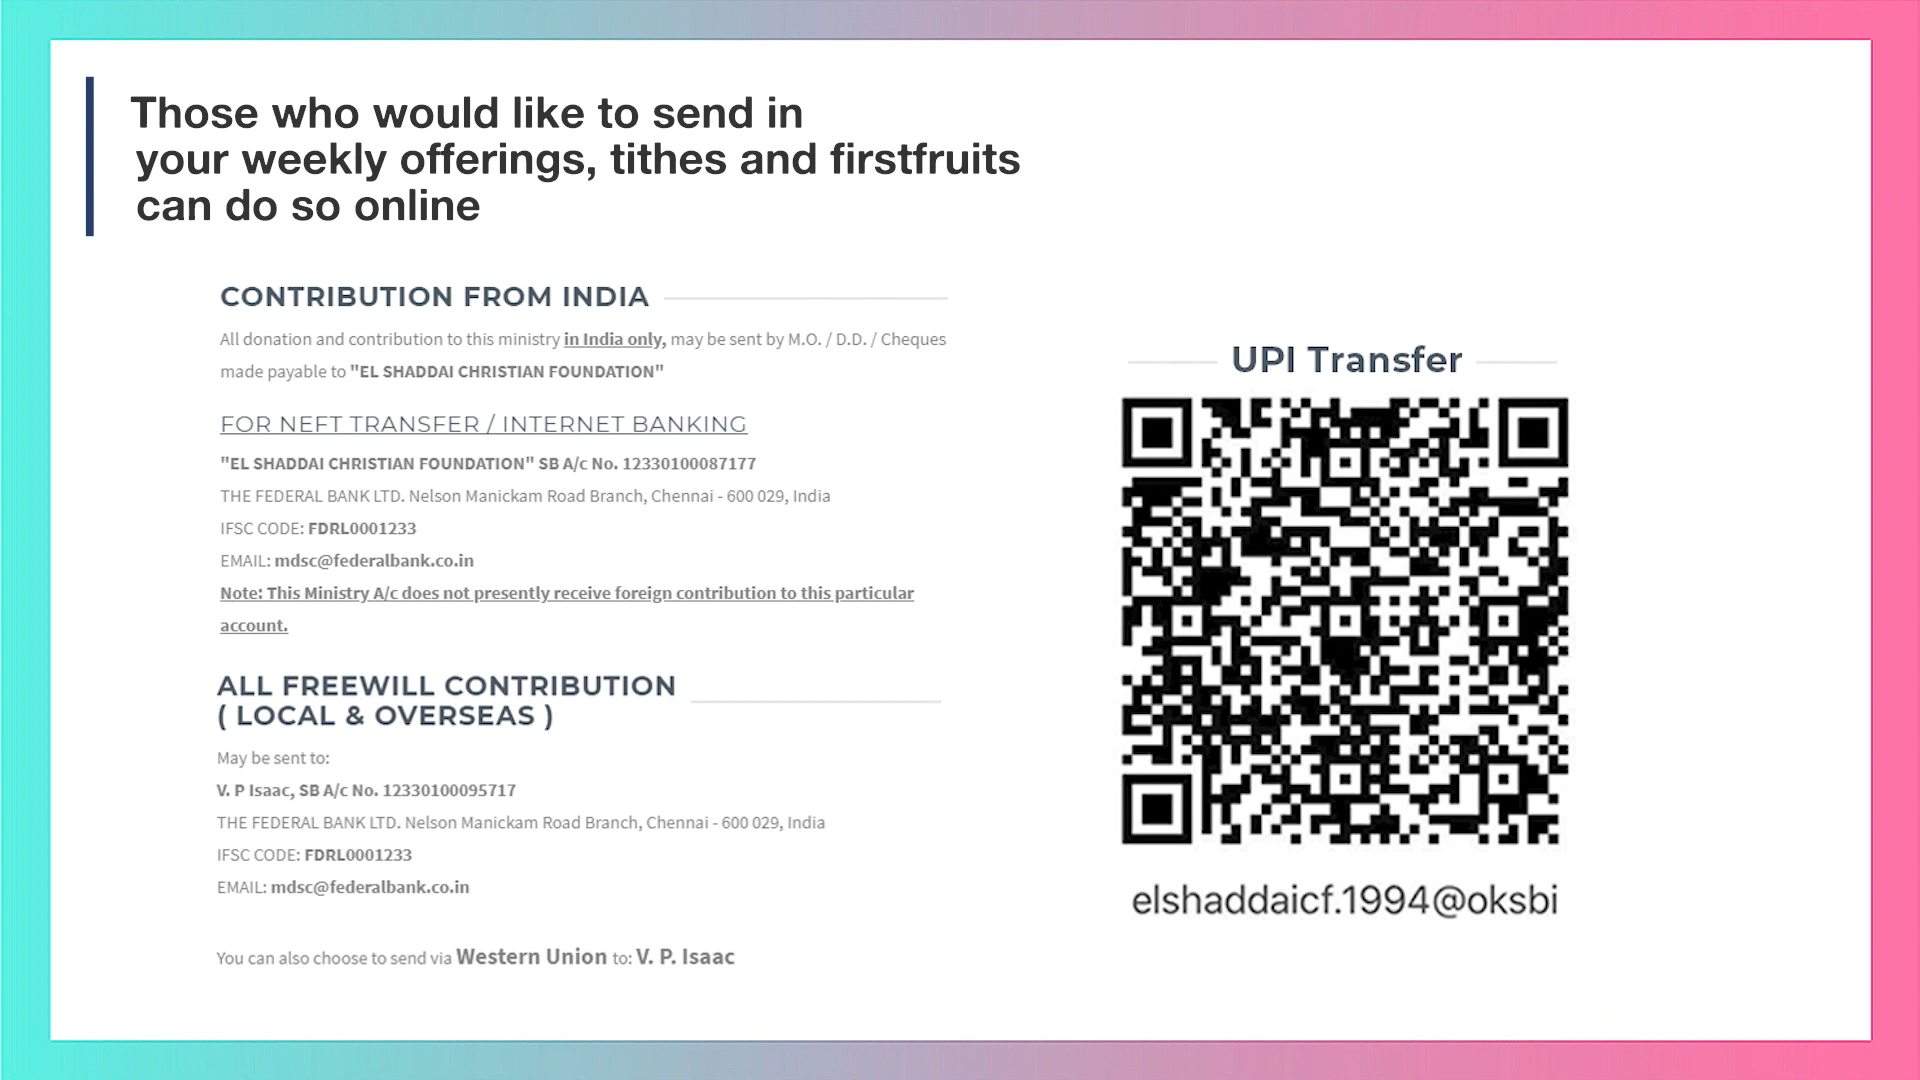 Those who would like to send in
your weekly offerings, tithes and firstfruits
can do so online
CONTRIBUTION FROM INDIA
All donation and contribution to this ministry in India only, may be sent by M.O. / D.D. / Cheques
made payable to "EL SHADDAI CHRISTIAN FOUNDATION"
FOR NEFT TRANSFER / INTERNET BANKING
"EL SHADDAI CHRISTIAN FOUNDATION" SB A/c No. 12330100087177
THE FEDERAL BANK LTD. Nelson Manickam Road Branch, Chennai - 600 029, India
IFSC CODE: FDRL0001233
EMAIL: mdsc@federalbank.co.in
Note: This Ministry A/c does not presently receive foreign contribution to this particular
account.
ALL FREEWILL CONTRIBUTION
( LOCAL & OVERSEAS )
May be sent to:
V. P Isaac, SB A/c No. 12330100095717
THE FEDERAL BANK LTD. Nelson Manickam Road Branch, Chennai - 600 029, India
IFSC CODE: FDRL0001233
EMAIL: mdsc@federalbank.co.in
You can also choose to send via Western Union to: V. P. Isaac
UPI Transfer
elshaddaicf.1994@oksbi